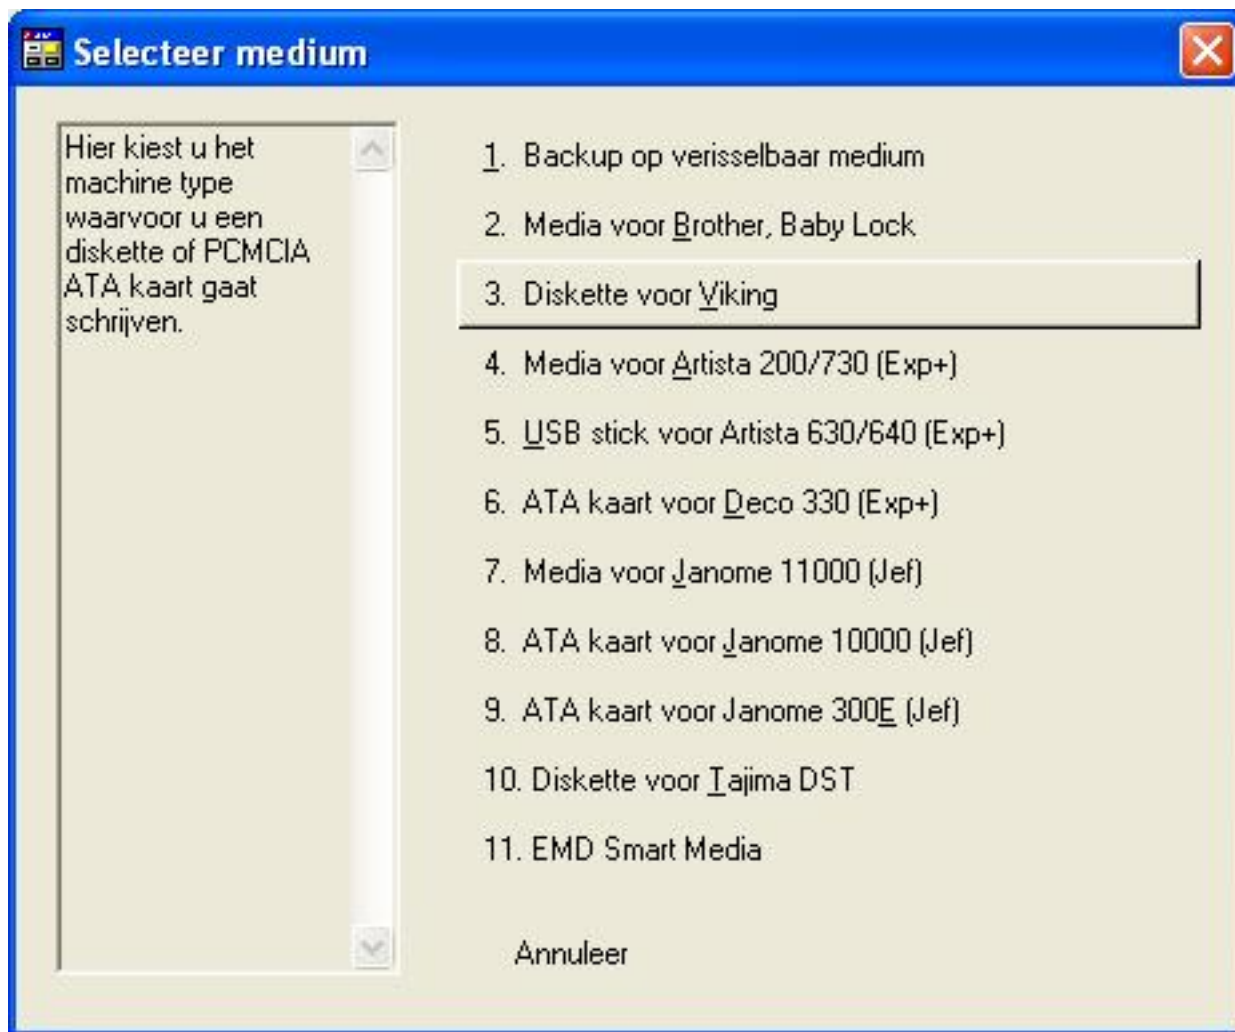 Selecteer medium
Hier kiest u het
machine type
waarvoor u een
diskette of PCMCIA
ATA kaart gaat
schrijven.
1. Backup op verisselbaar medium
2. Media voor Brother, Baby Lock
3. Diskette voor Viking
4. Media voor Artista 200/730 (Exp+)
5. USB stick voor Artista 630/640 (Exp+)
6. ATA kaart voor Deco 330 (Exp+)
7. Media voor Janome 11000 (Jef)
8. ATA kaart voor Janome 10000 (Jef)
9. ATA kaart voor Janome 300E (Jef)
10. Diskette voor Tajima DST
11. EMD Smart Media
Annuleer